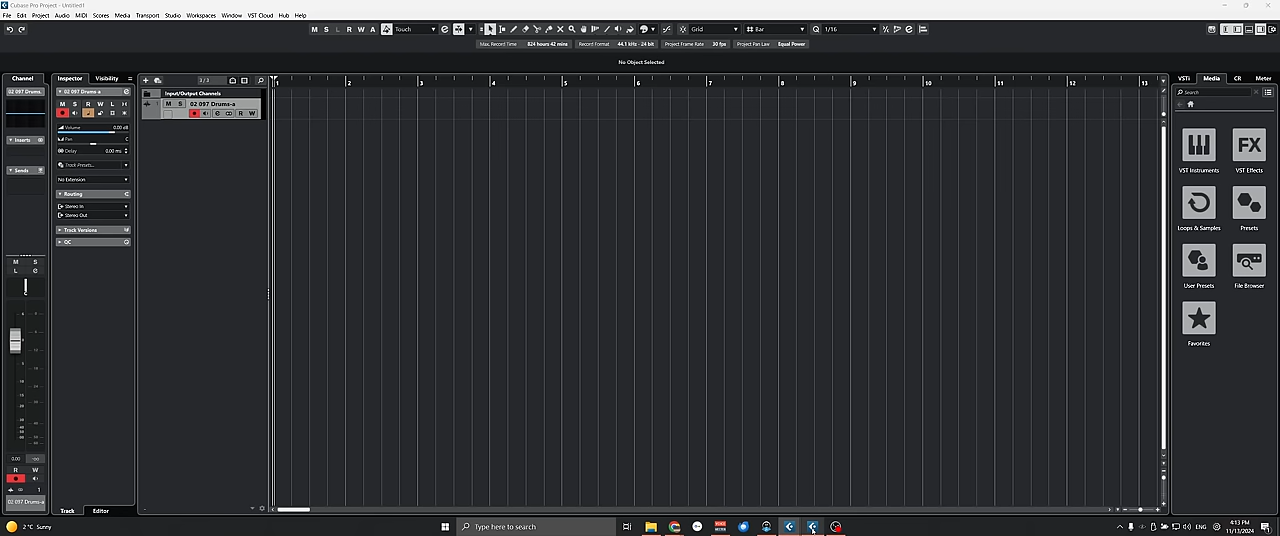 Cubase Pro Project - Untitled1
File Edit Project Audio MIDI Scores Media Transport Studio Workspaces Window VST Cloud Hub Help
M S L R W A Touch Grid Bar Q 1/16
Max. Record Time 824 hours 42 mins Record Format 44.1 kHz - 24 bit Project Frame Rate 30 fps Project Pan Law Equal Power
No Object Selected
Channel Inspector Visibility 3 / 3 1 2 3 4 5 6 7 8 9 10 11 12 13 VSTi Media CR Meter
02 097 Drums. 02 097 Drums-a Input/Output Channels Search
M S R W L H M S 02 097 Drums-a
R W
Volume 0.00 dB
Pan C
Inserts Delay 0.00 ms
Sends Track Presets... VST Instruments VST Effects
No Extension
Routing
Stereo In
Stereo Out
Loops & Samples Presets
Track Versions
QC
M S
L e
C
User Presets File Browser
Favorites
0.00 -oo
R W
1
02 097 Drums-a Track Editor
2 °C Sunny Type here to search ENG 4:13 PM
11/13/2024